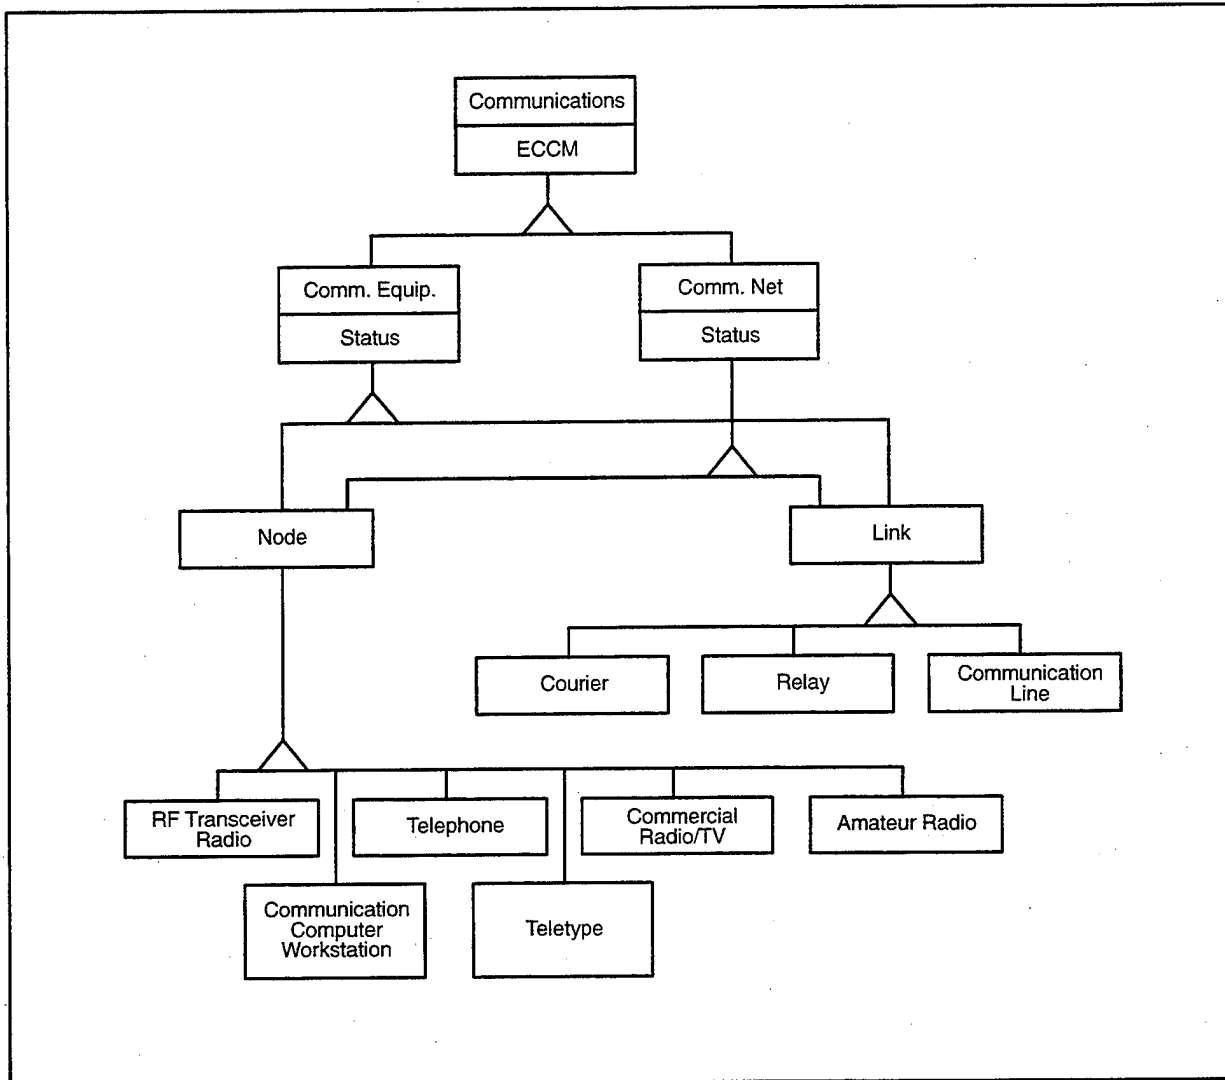 Communications
ECCM
Comm. Equip.
Status
Comm. Net
Status
Node
Link
Courier
Relay
Communication
Line
RF Transceiver
Radio
Telephone
Commercial
Radio/TV
Amateur Radio
Communication
Computer
Workstation
Teletype